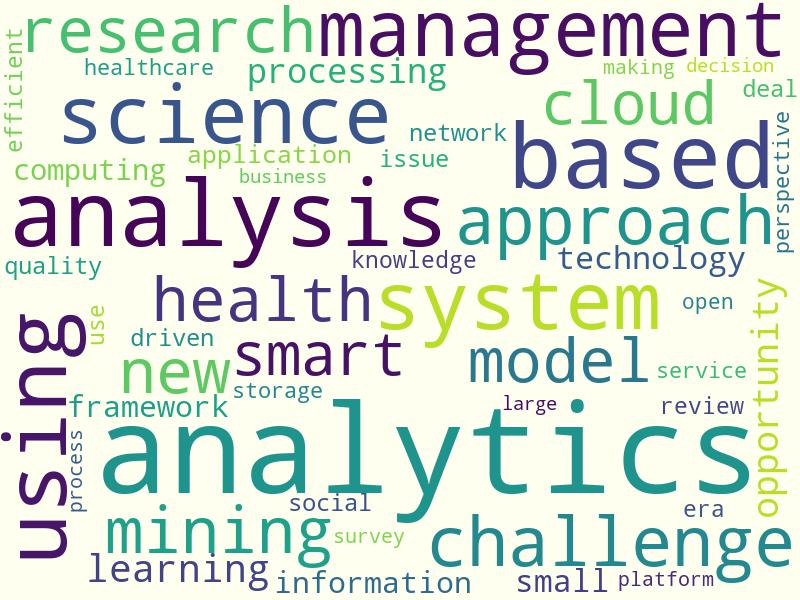 research
management
efficient
healthcare
processing
making
decision
deal
science
cloud
network
based
perspective
computing
application
issue
business
analysis
approach
quality
knowledge
technology
health
system
open
opportunity
using
use
driven
smart
model
new
storage
service
framework
large
review
analytics
process
social
era
mining
survey
challenge
learning
information
small
platform